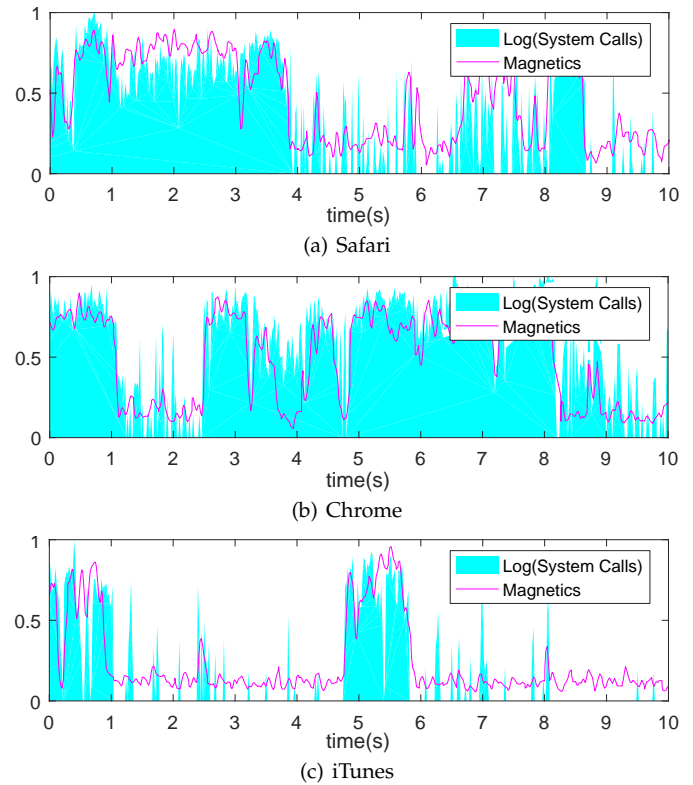 1
Log(System Calls)
Magnetics
0.5
0
0 1 2 3 4 5 6 7 8 9 10
time(s)
(a) Safari
1
Log(System Calls)
Magnetics
0.5
0
0 1 2 3 4 5 6 7 8 9 10
time(s)
(b) Chrome
1
Log(System Calls)
Magnetics
0.5
0
0 1 2 3 4 5 6 7 8 9 10
time(s)
(c) iTunes